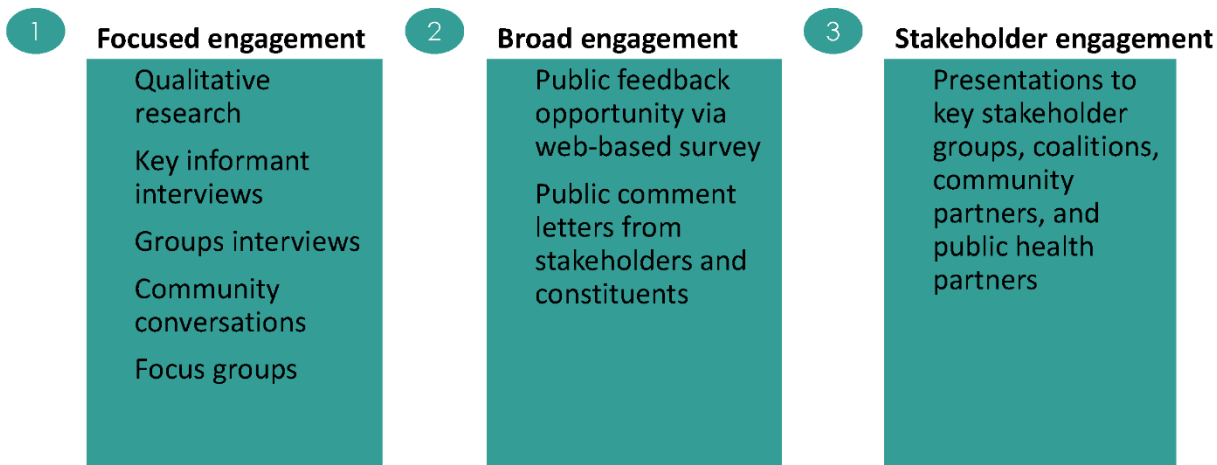 1
Focused engagement
Qualitative
research
Key informant
interviews
Groups interviews
Community
conversations
Focus groups
2
Broad engagement
Public feedback
opportunity via
web-based survey
Public comment
letters from
stakeholders and
constituents
3
Stakeholder engagement
Presentations to
key stakeholder
groups, coalitions,
community
partners, and
public health
partners